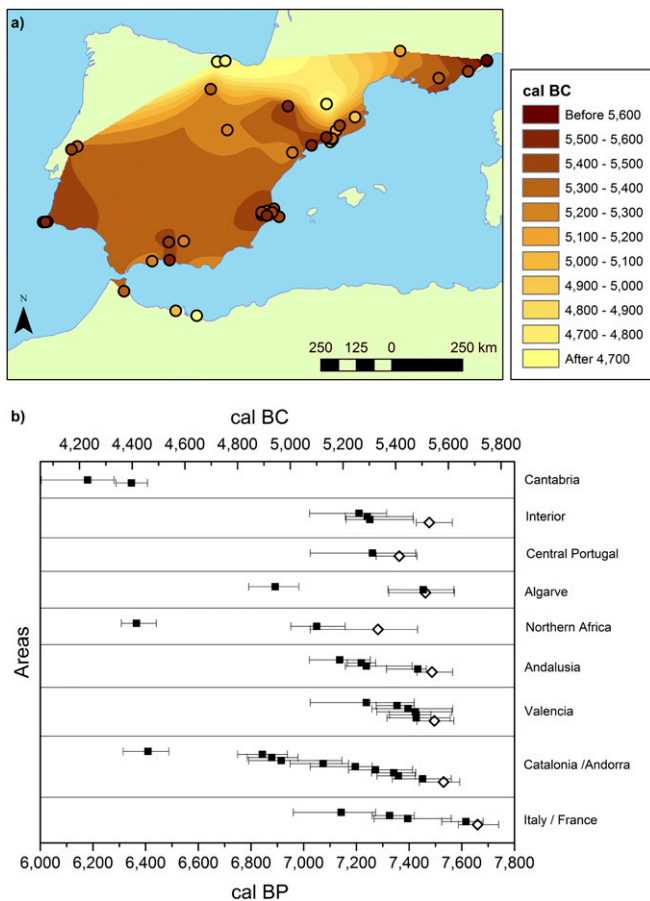 a)
N
250 125 0 250 km
cal BC
Before 5,600
5,500 - 5,600
5,400 - 5,500
5,300 - 5,400
5,200 - 5,300
5,100 - 5,200
5,000 - 5,100
4,900 - 5,000
4,800 - 4,900
4,700 - 4,800
After 4,700
b)
cal BC
4,200 4,400 4,600 4,800 5,000 5,200 5,400 5,600
Areas
Cantabria
Interior
Central Portugal
Algarve
Northern Africa
Andalusia
Valencia
Catalonia /Andorra
Italy / France
6,000 6,200 6,400 6,600 6,800 7,000 7,200 7,400 7,600 7,800
cal BP